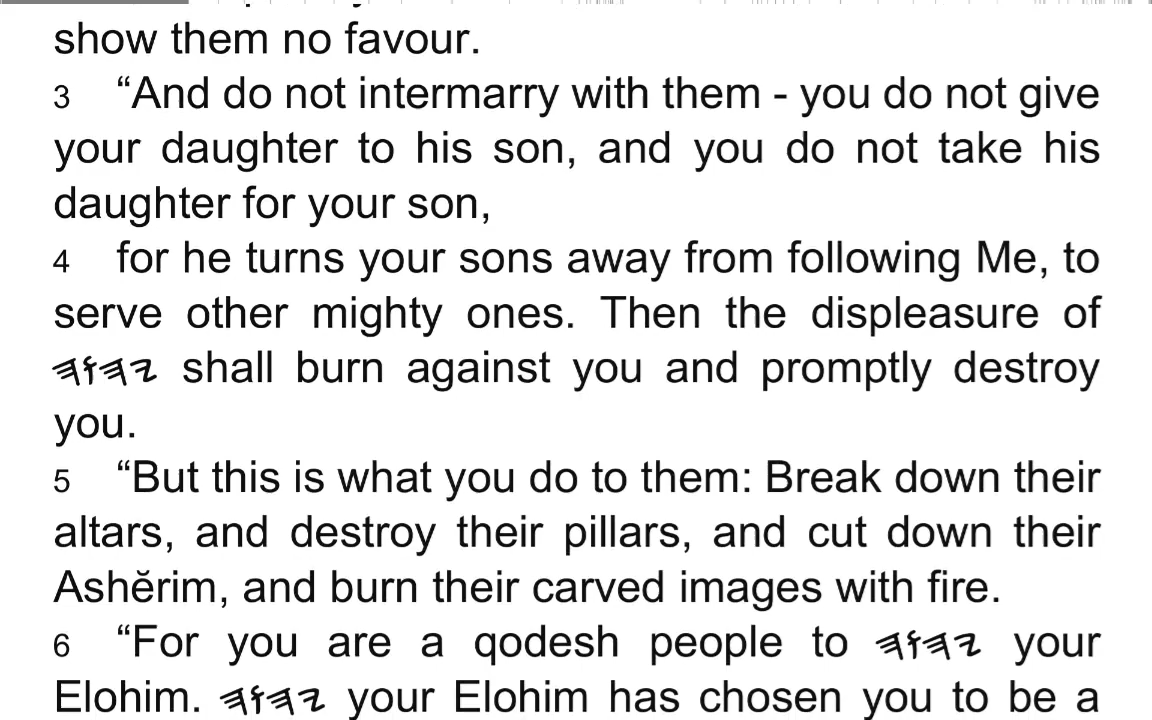 show them no favour.
3 “And do not intermarry with them - you do not give
your daughter to his son, and you do not take his
daughter for your son,
4 for he turns your sons away from following Me, to
serve other mighty ones. Then the displeasure of
𐤉𐤄𐤅𐤄 shall burn against you and promptly destroy
you.
5 “But this is what you do to them: Break down their
altars, and destroy their pillars, and cut down their
Ashĕrim, and burn their carved images with fire.
6 “For you are a qodesh people to 𐤉𐤄𐤅𐤄 your
Elohim. 𐤉𐤄𐤅𐤄 your Elohim has chosen you to be a